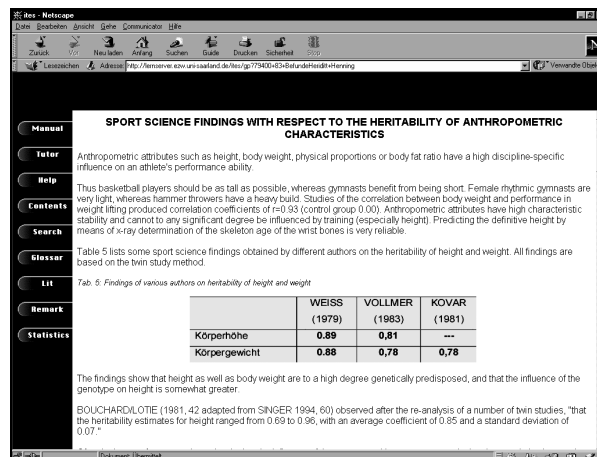 ites - Netscape
Datei Bearbeiten Ansicht Gehe Communicator Hilfe
Zurück Vor Neu laden Anfang Suchen Guide Drucken Sicherheit Stop
Lesezeichen Adresse: http://lernserver.ezw.uni-saarland.de/ites/gp?79400+83+BefundeHeriditt+Henning Verwandte Objek
Manual
Tutor
Help
Contents
Search
Glossar
Lit
Remark
Statistics
SPORT SCIENCE FINDINGS WITH RESPECT TO THE HERITABILITY OF ANTHROPOMETRIC
CHARACTERISTICS
Anthropometric attributes such as height, body weight, physical proportions or body fat ratio have a high discipline-specific
influence on an athlete's performance ability.
Thus basketball players should be as tall as possible, whereas gymnasts benefit from being short. Female rhythmic gymnasts are
very light, whereas hammer throwers have a heavy build. Studies of the correlation between body weight and performance in
weight lifting produced correlation coefficients of r=0.93 (control group 0.00). Anthropometric attributes have high characteristic
stability and cannot to any significant degree be influenced by training (especially height). Predicting the definitive height by
means of x-ray determination of the skeleton age of the wrist bones is very reliable.
Table 5 lists some sport science findings obtained by different authors on the heritability of height and weight. All findings are
based on the twin study method.
Tab. 5: Findings of various authors on heritability of height and weight
WEISS VOLLMER KOVAR
(1979) (1983) (1981)
Körperhöhe 0.89 0,81 ---
Körpergewicht 0.88 0,78 0,78
The findings show that height as well as body weight are to a high degree genetically predisposed, and that the influence of the
genotype on height is somewhat greater.
BOUCHARD/LOTIE (1981, 42 adapted from SINGER 1994, 60) observed after the re-analysis of a number of twin studies, "that
the heritability estimates for height ranged from 0.69 to 0.96, with an average coefficient of 0.85 and a standard deviation of
0.07."
Dokument: Übermittelt